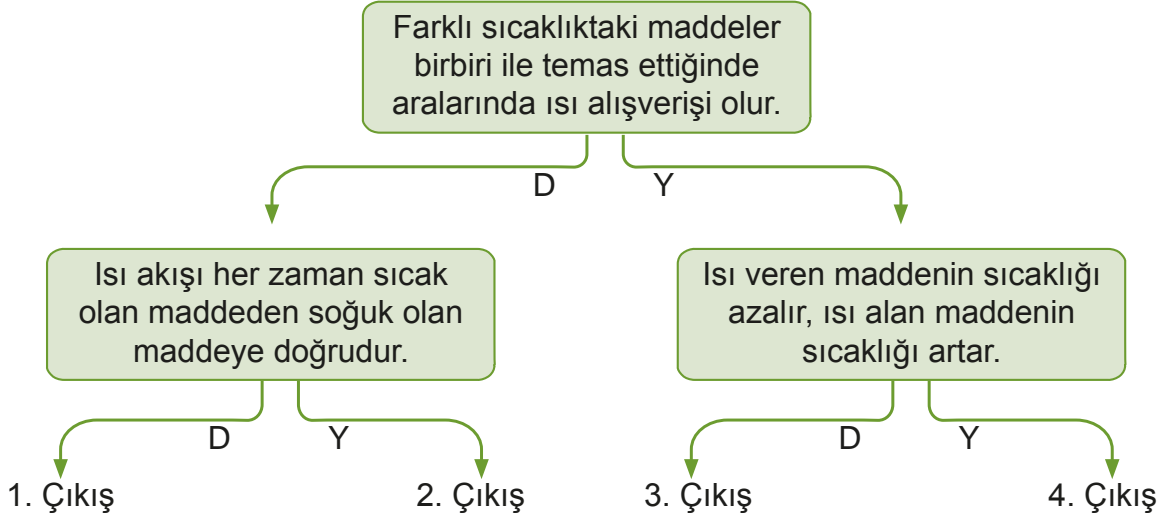 Farklı sıcaklıktaki maddeler
birbiri ile temas ettiğinde
aralarında ısı alışverişi olur.
D
Y
Isı akışı her zaman sıcak
olan maddeden soğuk olan
maddeye doğrudur.
Isı veren maddenin sıcaklığı
azalır, ısı alan maddenin
sıcaklığı artar.
D
Y
D
Y
1. Çıkış
2. Çıkış
3. Çıkış
4. Çıkış